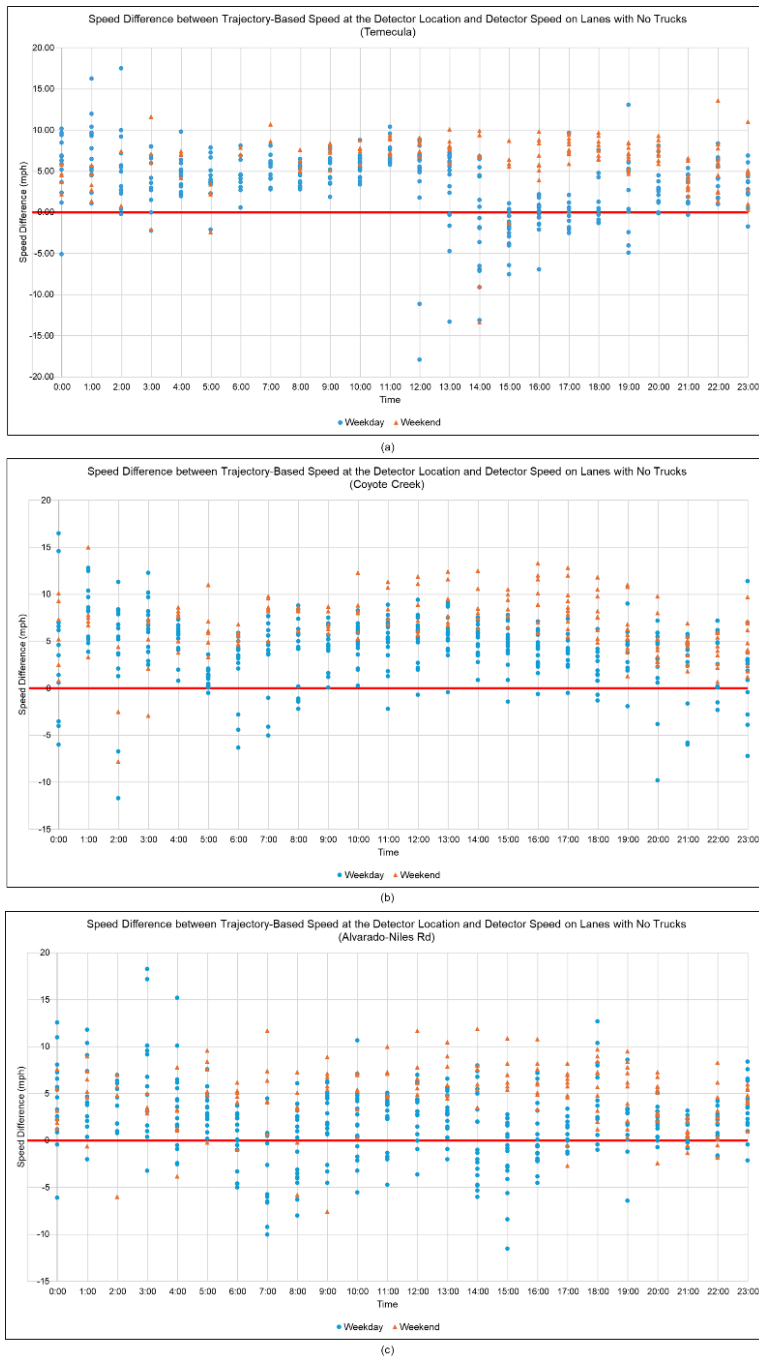 Speed Difference between Trajectory-Based Speed at the Detector Location and Detector Speed on Lanes with No Trucks
(Temecula)
20.00
15.00
10.00
5.00
0.00
-5.00
-10.00
-15.00
-20.00
Speed Difference (mph)
0:00 1:00 2:00 3:00 4:00 5:00 6:00 7:00 8:00 9:00 10:00 11:00 12:00 13:00 14:00 15:00 16:00 17:00 18:00 19:00 20:00 21:00 22:00 23:00
Time
Weekday Weekend
(a)
Speed Difference between Trajectory-Based Speed at the Detector Location and Detector Speed on Lanes with No Trucks
(Coyote Creek)
20
15
10
5
0
-5
-10
-15
Speed Difference (mph)
0:00 1:00 2:00 3:00 4:00 5:00 6:00 7:00 8:00 9:00 10:00 11:00 12:00 13:00 14:00 15:00 16:00 17:00 18:00 19:00 20:00 21:00 22:00 23:00
Time
Weekday Weekend
(b)
Speed Difference between Trajectory-Based Speed at the Detector Location and Detector Speed on Lanes with No Trucks
(Alvarado-Niles Rd)
20
15
10
5
0
-5
-10
-15
Speed Difference (mph)
0:00 1:00 2:00 3:00 4:00 5:00 6:00 7:00 8:00 9:00 10:00 11:00 12:00 13:00 14:00 15:00 16:00 17:00 18:00 19:00 20:00 21:00 22:00 23:00
Time
Weekday Weekend
(c)